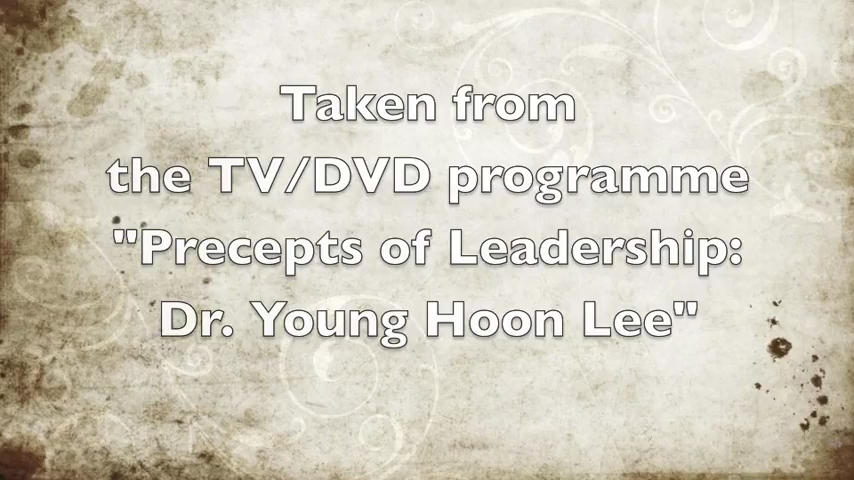 Taken from
the TV/DVD programme
"Precepts of Leadership:
Dr. Young Hoon Lee"